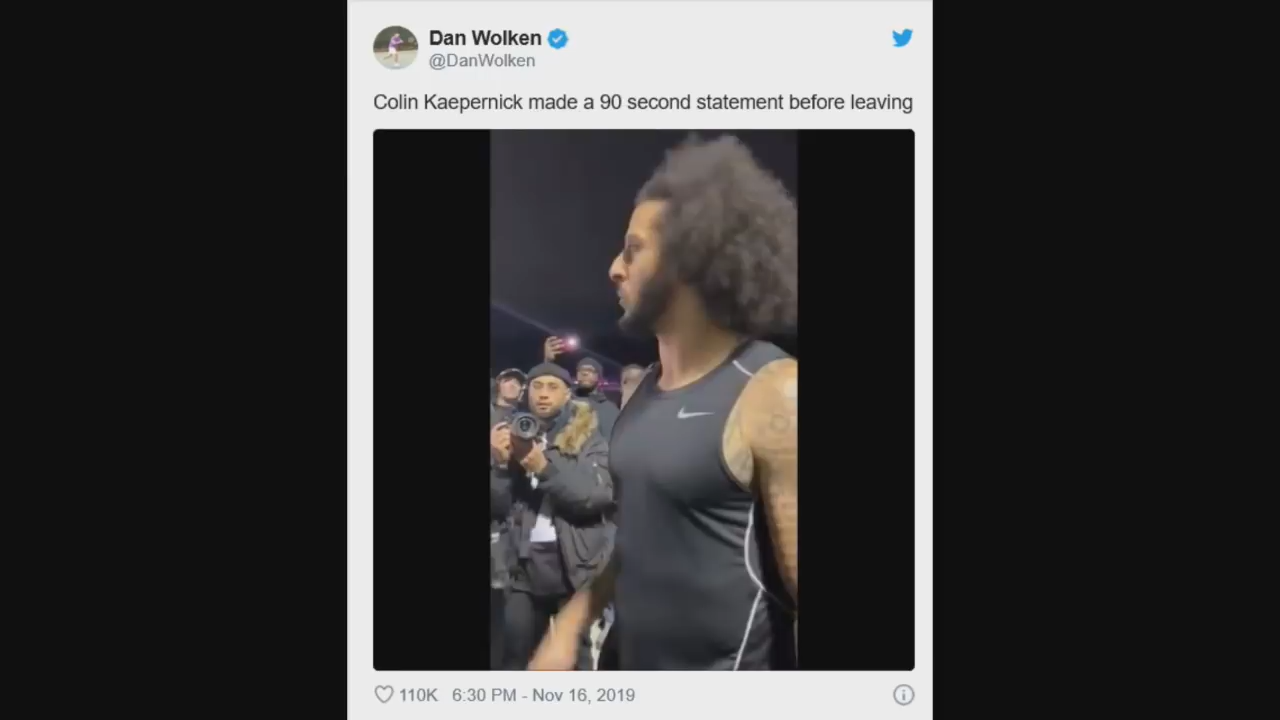 Dan Wolken
@DanWolken
Colin Kaepernick made a 90 second statement before leaving
110K 6:30 PM - Nov 16, 2019